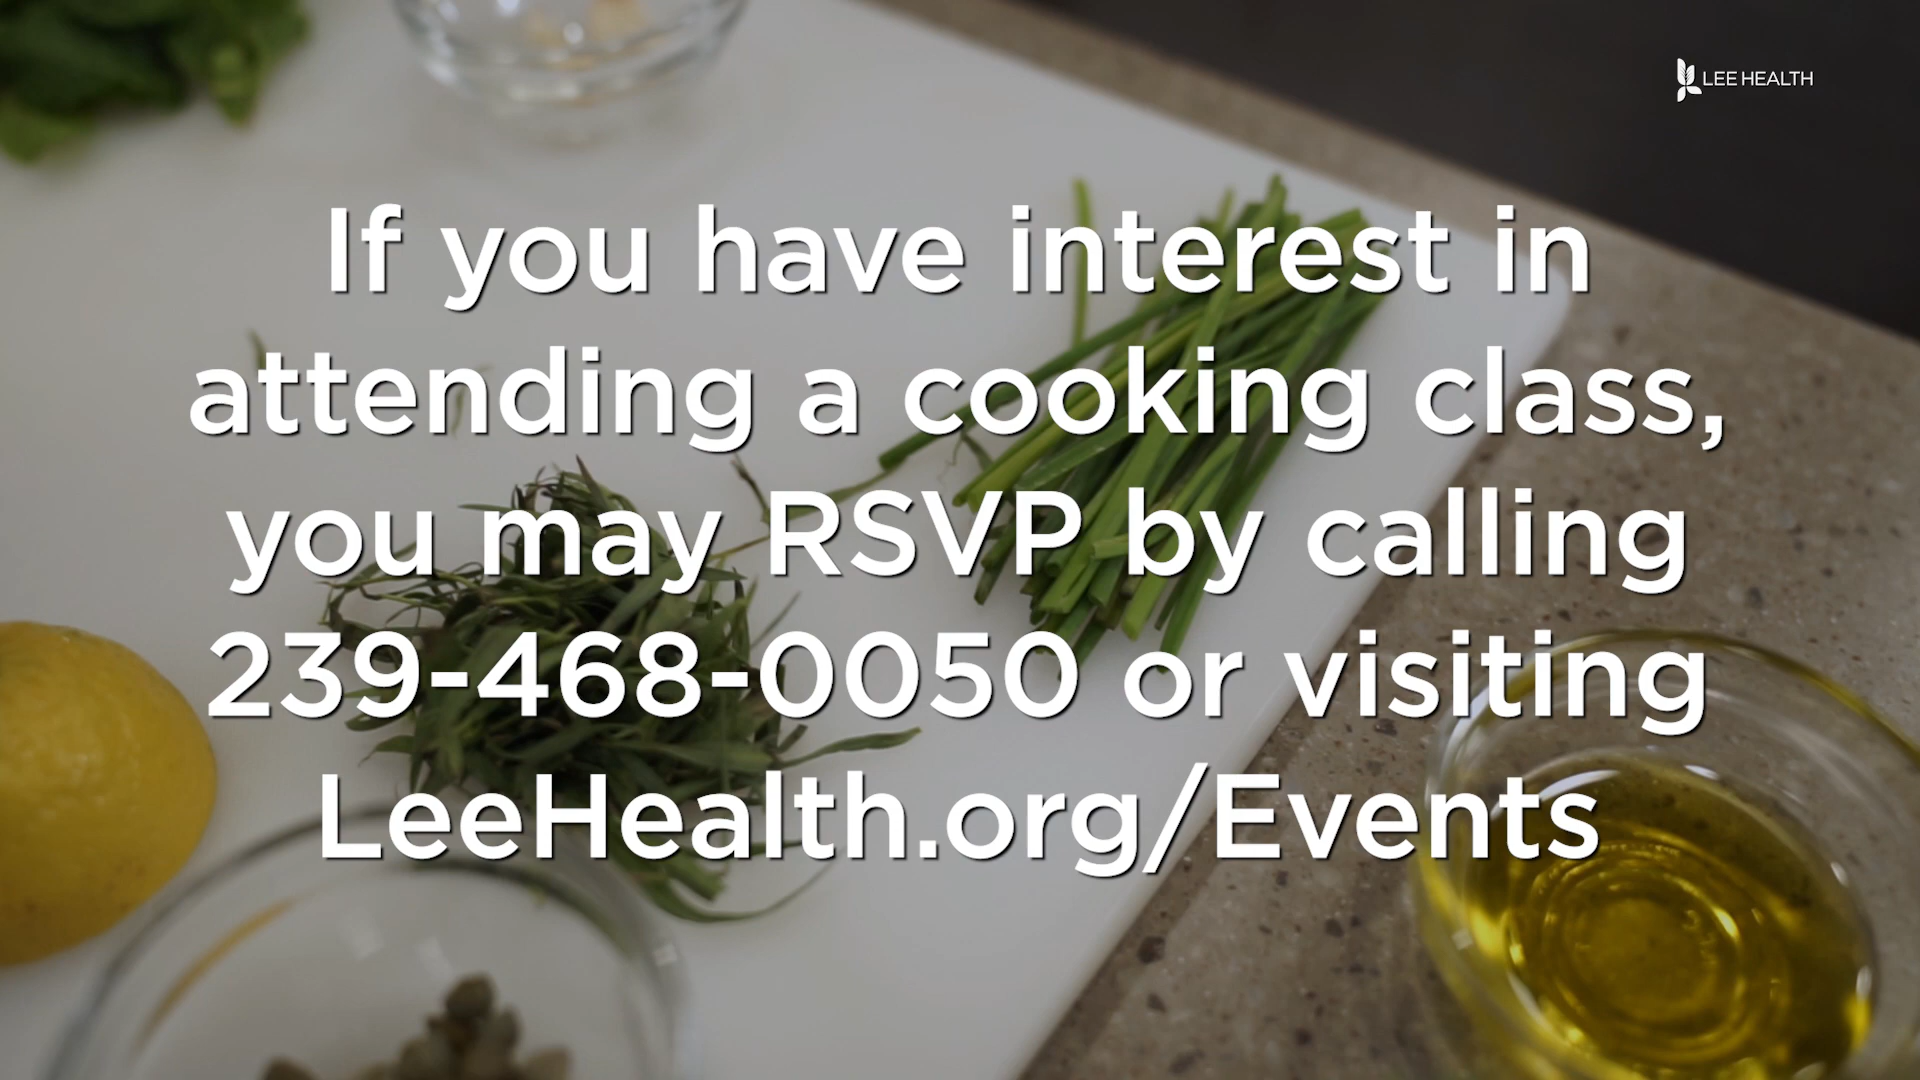 LEE HEALTH
If you have interest in
attending a cooking class,
you may RSVP by calling
239-468-0050 or visiting
LeeHealth.org/Events